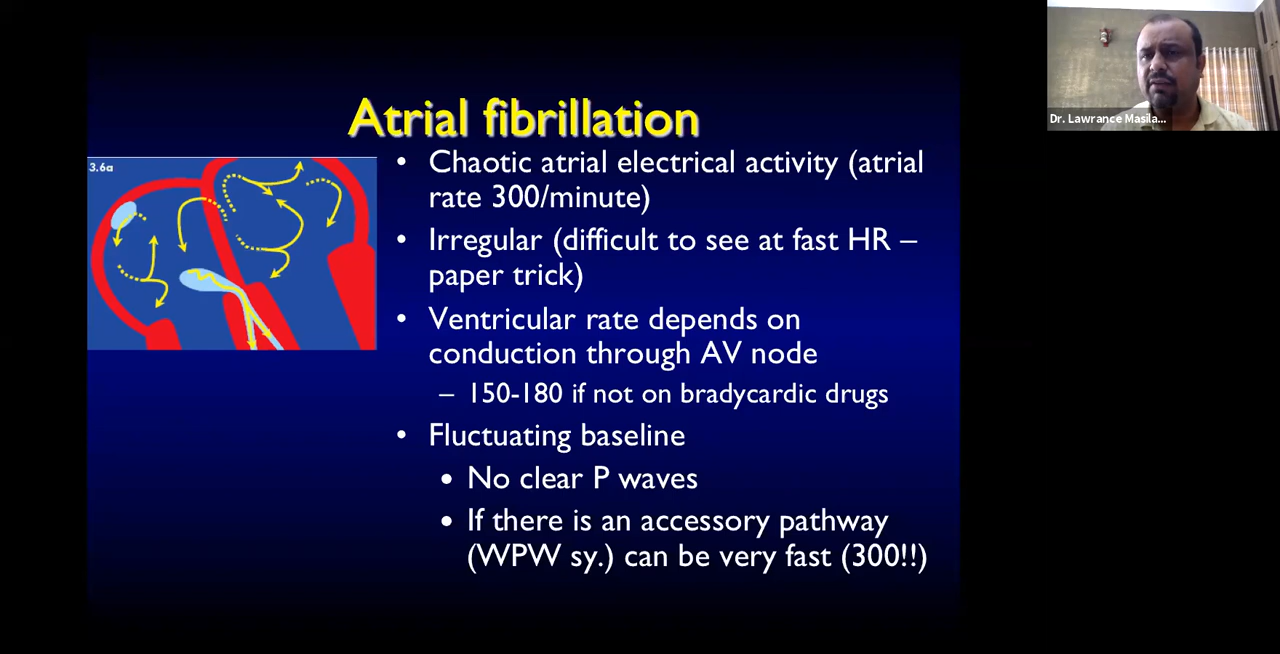 Atrial fibrillation
3.6a
• Chaotic atrial electrical activity (atrial
rate 300/minute)
• Irregular (difficult to see at fast HR –
paper trick)
• Ventricular rate depends on
conduction through AV node
– 150-180 if not on bradycardic drugs
• Fluctuating baseline
• No clear P waves
• If there is an accessory pathway
(WPW sy.) can be very fast (300!!)
Dr. Lawrance Masila...